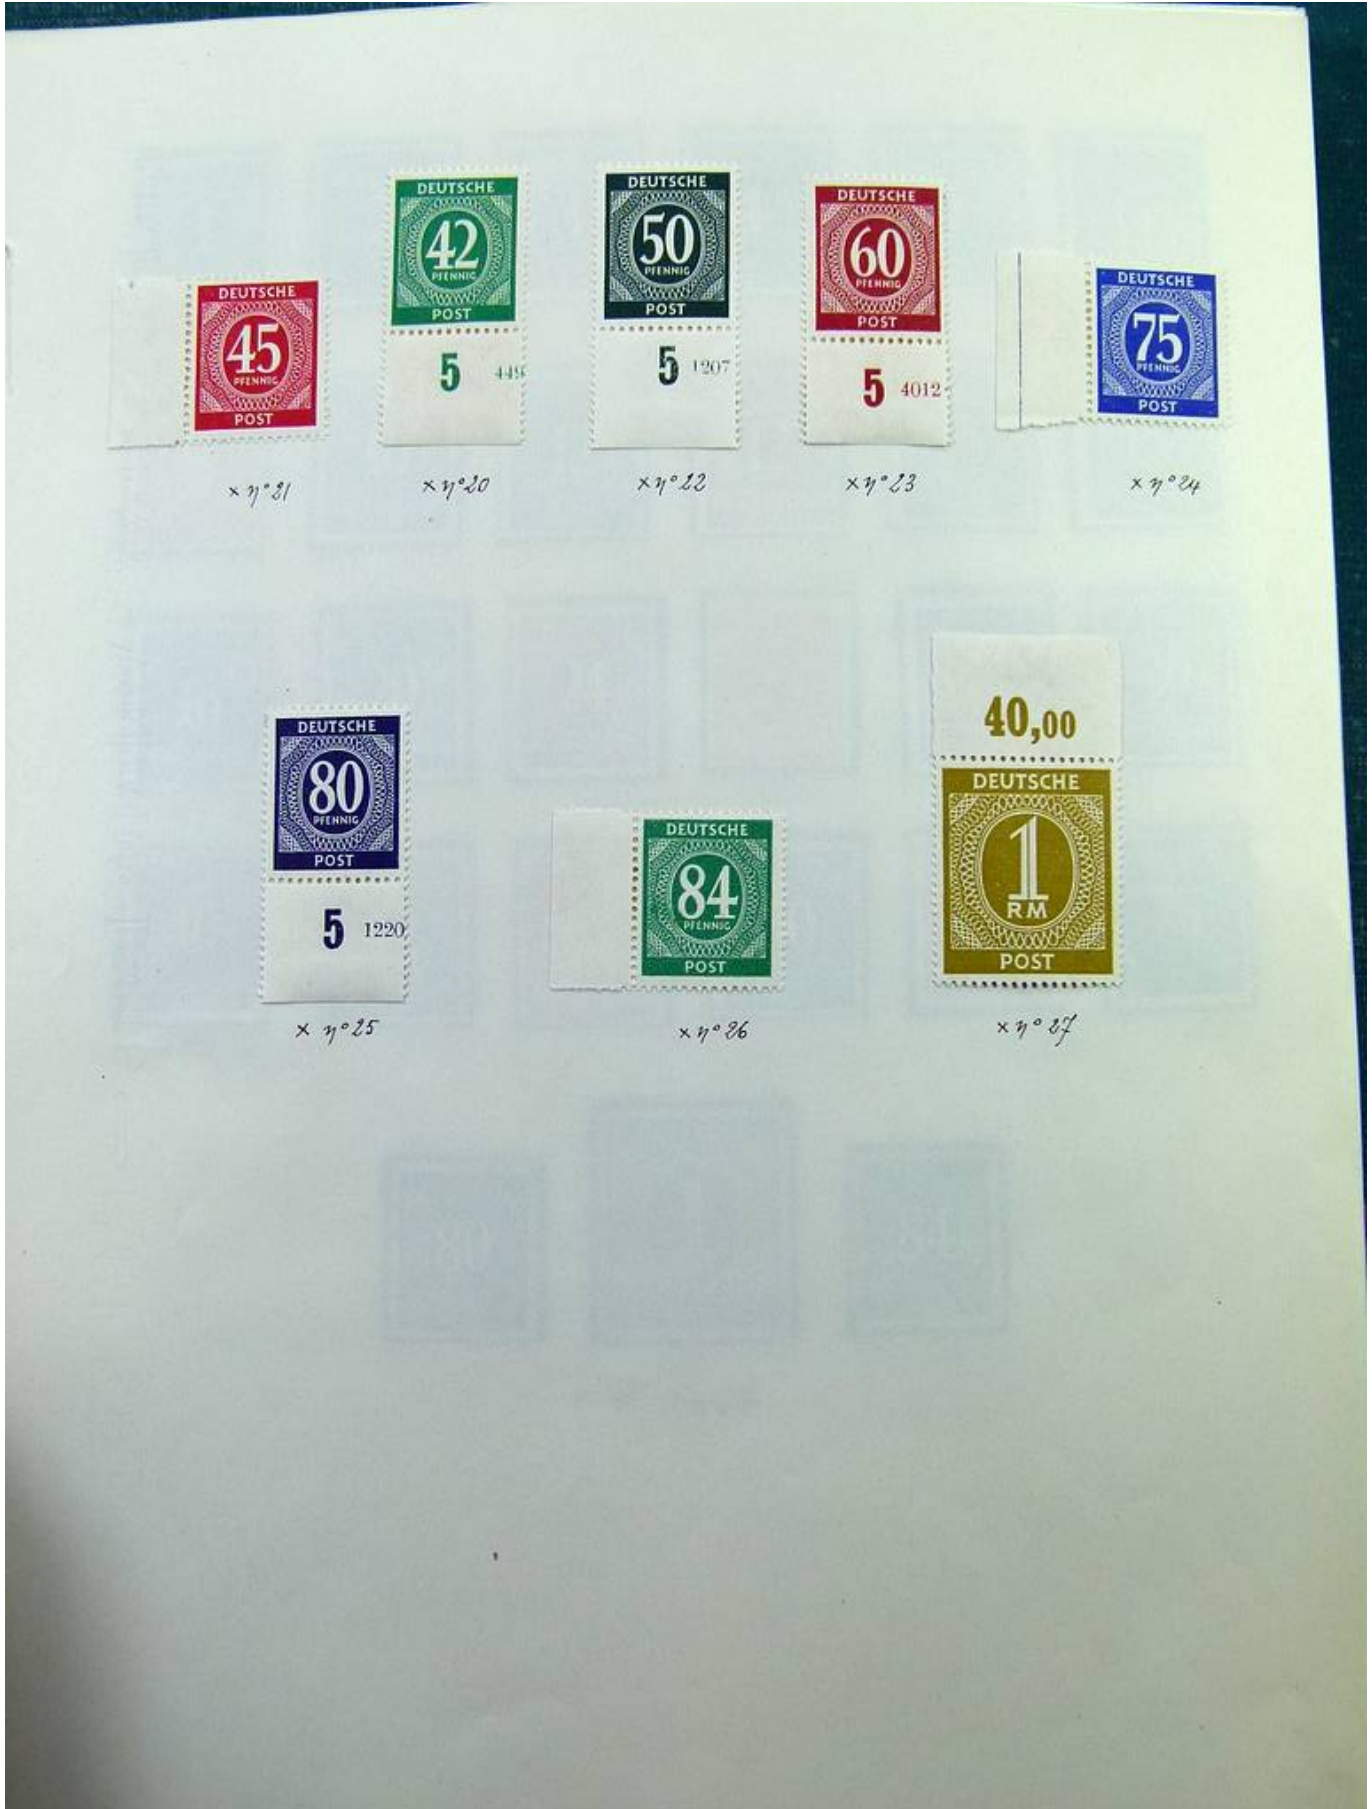 DEUTSCHE
45
PFENNIG
POST
× n° 21
DEUTSCHE
42
PFENNIG
POST
5
× n° 20
DEUTSCHE
50
PFENNIG
POST
5 1207
× n° 22
DEUTSCHE
60
PFENNIG
POST
5 4012
× n° 23
DEUTSCHE
75
PFENNIG
POST
× n° 24
DEUTSCHE
80
PFENNIG
POST
5 1220
× n° 25
DEUTSCHE
84
PFENNIG
POST
× n° 26
40,00
DEUTSCHE
1
RM
POST
× n° 27